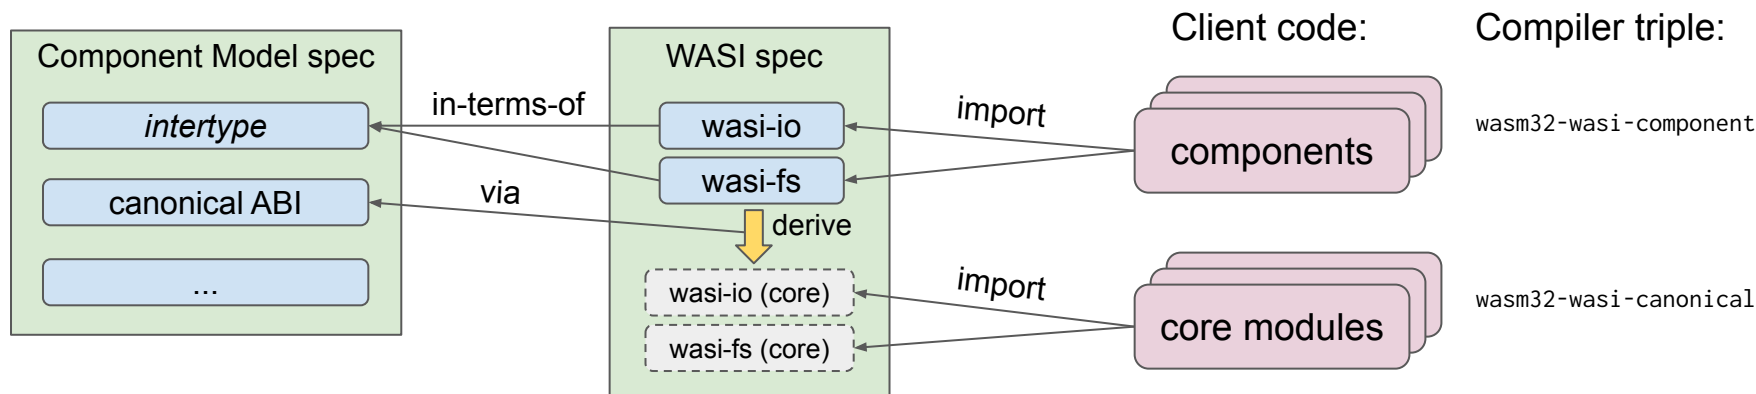 Client code:
Compiler triple:
Component Model spec
WASI spec
in-terms-of
import
intertype
wasi-io
components
wasm32-wasi-component
wasi-fs
canonical ABI
via
derive
...
wasi-io (core)
import
core modules
wasm32-wasi-canonical
wasi-fs (core)